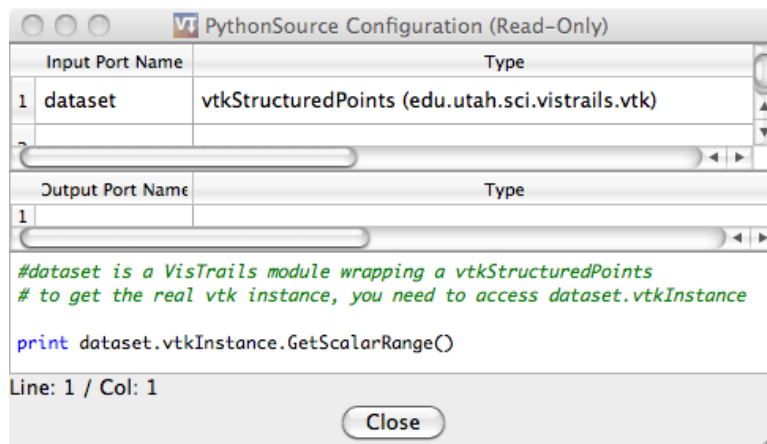 VT PythonSource Configuration (Read-Only)
Input Port Name Type
1 dataset vtkStructuredPoints (edu.utah.sci.vistrails.vtk)
Output Port Name Type
1
#dataset is a VisTrails module wrapping a vtkStructuredPoints
# to get the real vtk instance, you need to access dataset.vtkInstance
print dataset.vtkInstance.GetScalarRange()
Line: 1 / Col: 1
Close